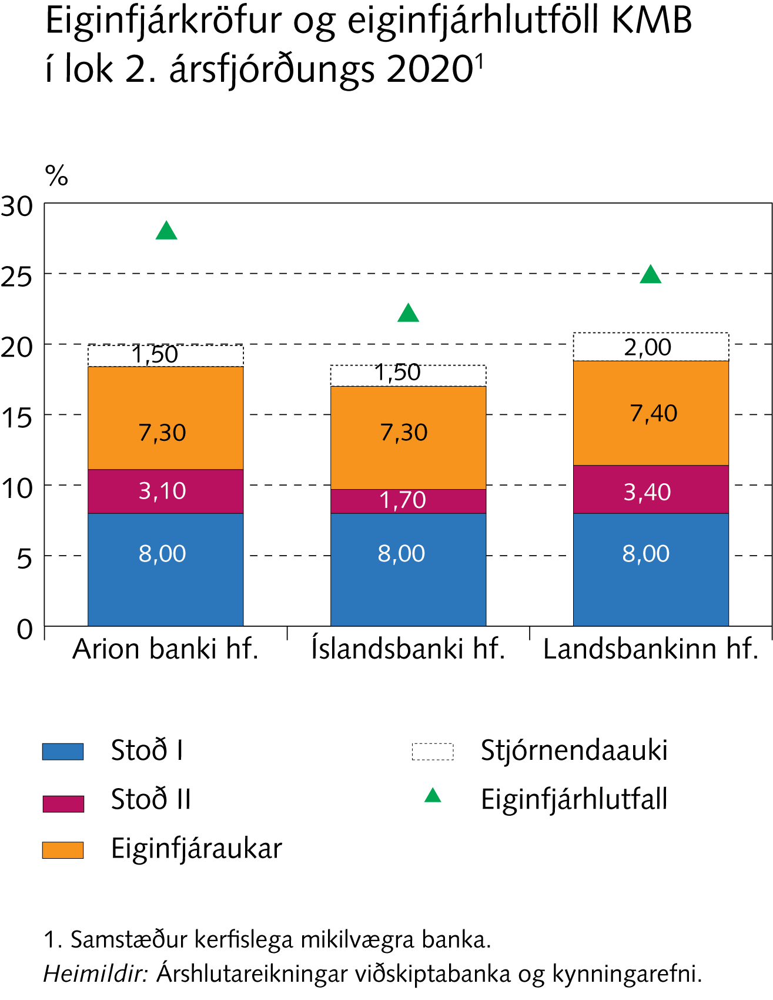 Eiginfjárkröfur og eiginfjárhlutföll KMB
í lok 2. ársfjórðungs 2020¹
%
30
25
20
15
10
5
0
1,50
7,30
3,10
8,00
1,50
7,30
1,70
8,00
2,00
7,40
3,40
8,00
Arion banki hf.
Íslandsbanki hf.
Landsbankinn hf.
Stoð I
Stoð II
Eiginfjáraukar
Stjórnendaauki
Eiginfjárhlutfall
1. Samstæður kerfislega mikilvægra banka.
Heimildir: Árshlutareikningar viðskiptabanka og kynningarefni.